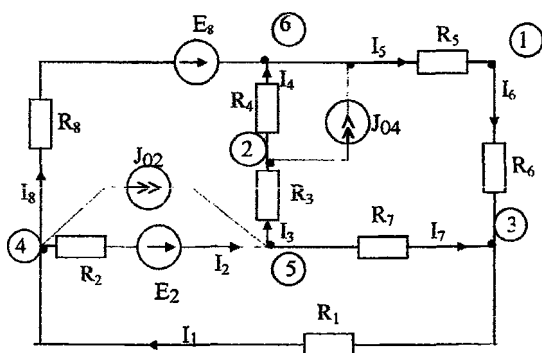 6
1
E₈
I₅
R₅
I₄
I₆
R₄
R₈
J₀₄
2
J₀₂
R₆
R₃
I₈
3
4
I₃
R₇
I₇
R₂
I₂
5
E₂
R₁
I₁